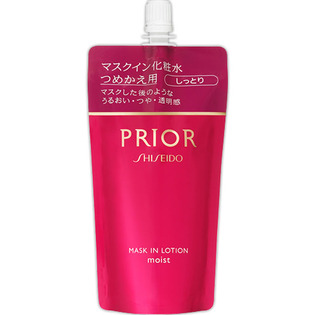 マスクイン化粧水
つめかえ用 しっとり
マスクした後のような
うるおい・つや・透明感
PRIOR
SHISEIDO
MASK IN LOTION
moist